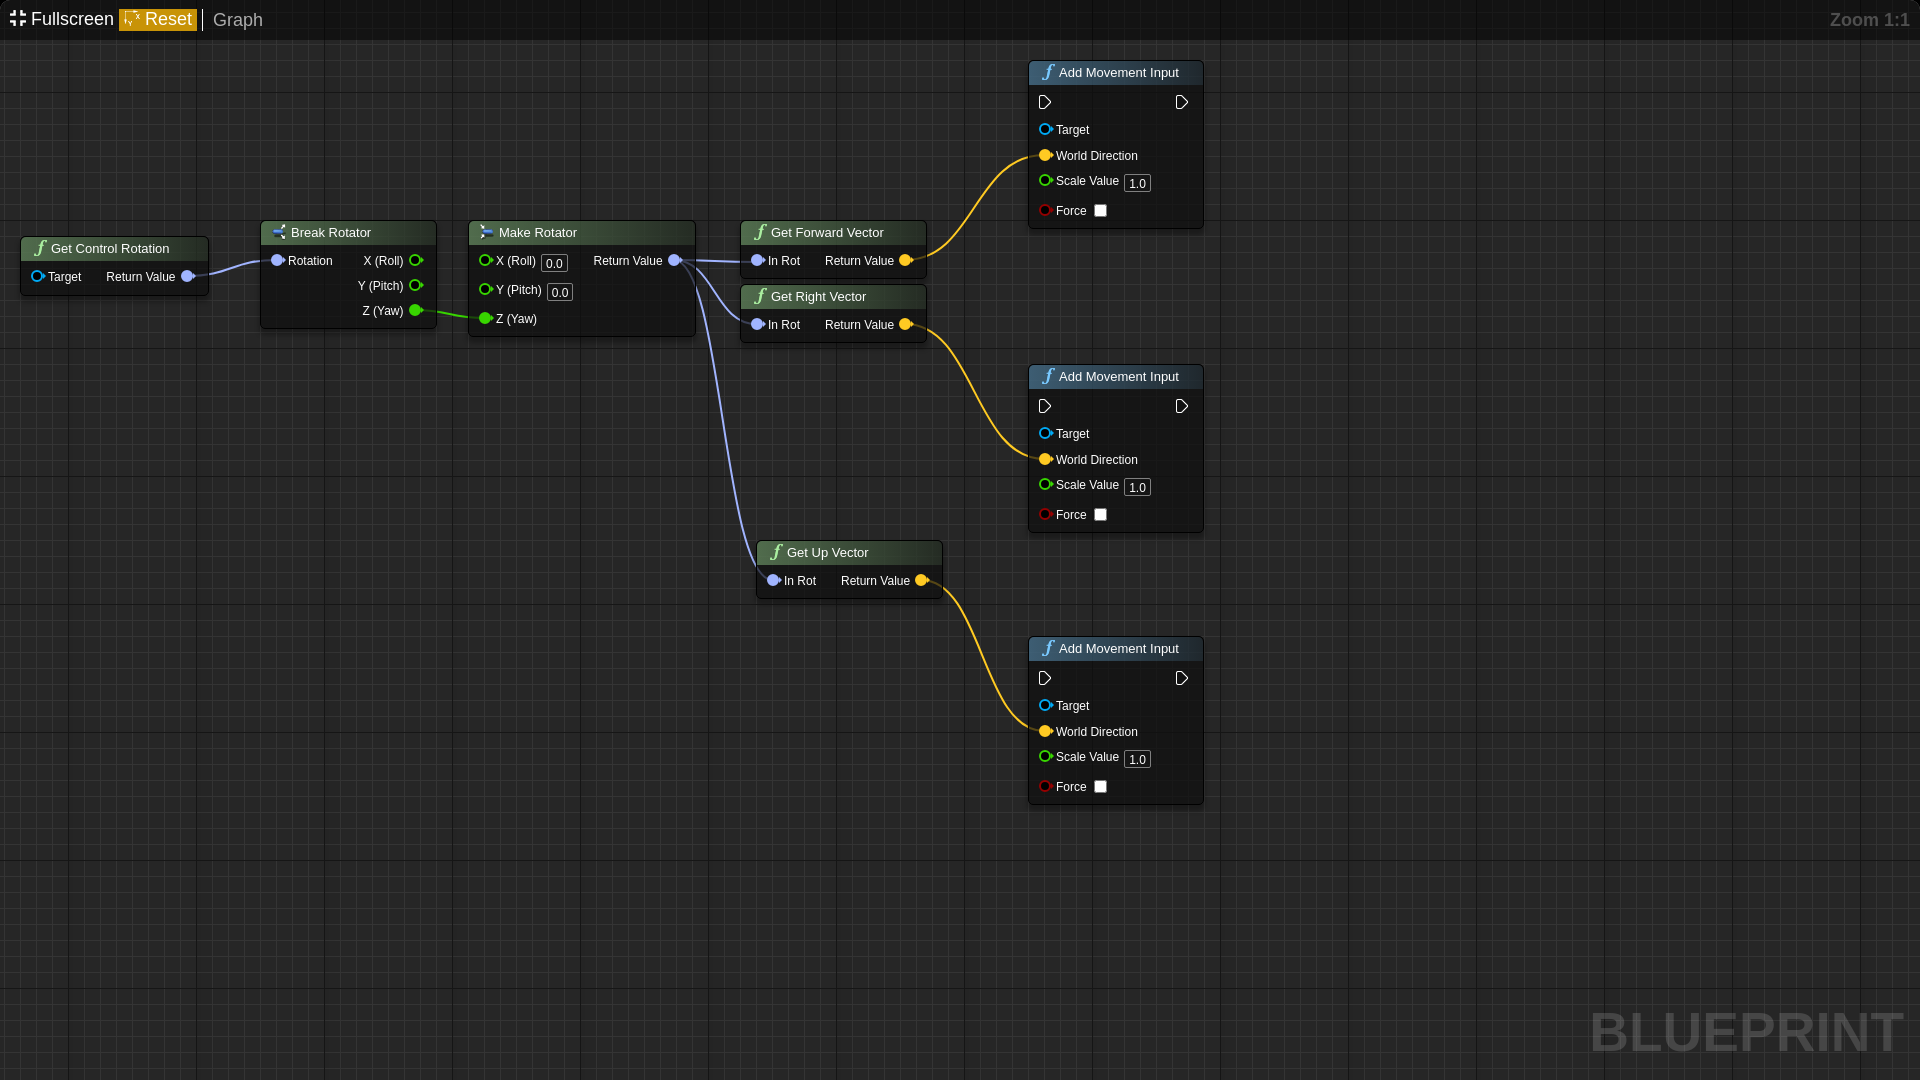 Fullscreen Reset Graph
Zoom 1:1
Get Control Rotation
Target Return Value
Break Rotator
Rotation X (Roll)
Y (Pitch)
Z (Yaw)
Make Rotator
X (Roll) 0.0 Return Value
Y (Pitch) 0.0
Z (Yaw)
Get Forward Vector
In Rot Return Value
Get Right Vector
In Rot Return Value
Get Up Vector
In Rot Return Value
Add Movement Input
Target
World Direction
Scale Value 1.0
Force
Add Movement Input
Target
World Direction
Scale Value 1.0
Force
Add Movement Input
Target
World Direction
Scale Value 1.0
Force
BLUEPRINT